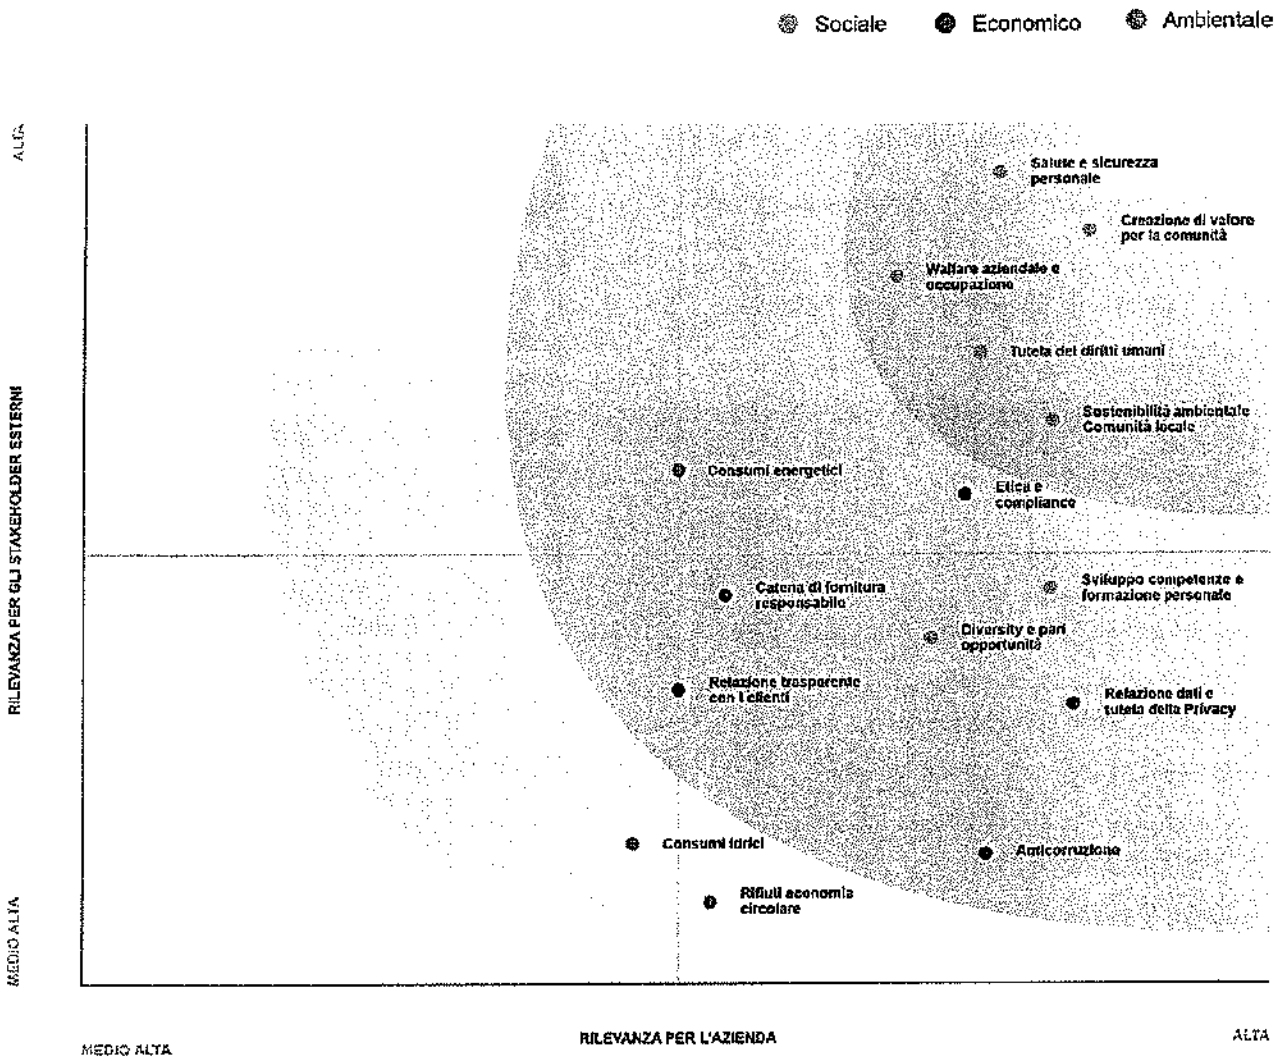 Sociale
Economico
Ambientale
ALTA
Salute e sicurezza
personale
Creazione di valore
per la comunità
Welfare aziendale e
occupazione
Tutela dei diritti umani
Sostenibilità ambientale
Comunità locale
Consumi energetici
Etica e
compliance
RILEVANZA PER GLI STAKEHOLDER ESTERNI
Catena di fornitura
responsabile
Sviluppo competenze e
formazione personale
Diversity e pari
opportunità
Relazione trasparente
con i clienti
Relazione dati e
tutela della Privacy
Consumi idrici
Anticorruzione
Rifiuti economia
circolare
MEDIO ALTA
MEDIO ALTA
RILEVANZA PER L'AZIENDA
ALTA